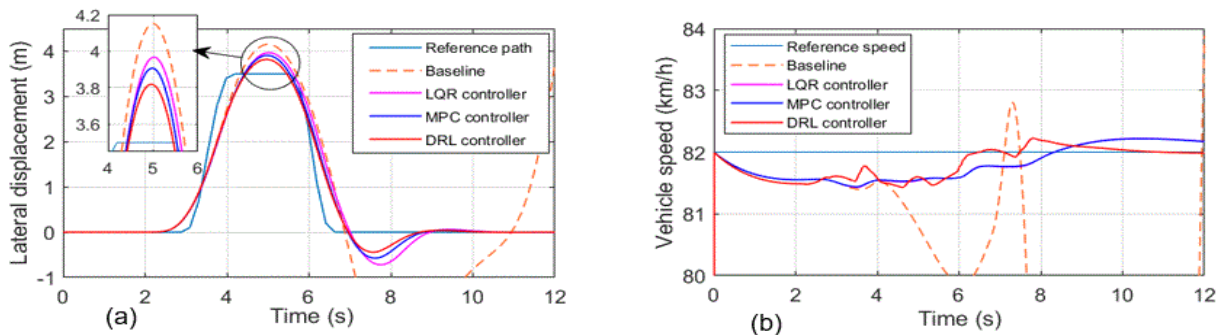 4.2
4
3.8
3.6
4 5 6
4
3
2
1
0
-1
0 2 4 6 8 10 12
Lateral displacement (m)
Time (s)
(a)
Reference path
Baseline
LQR controller
MPC controller
DRL controller
84
83
82
81
80
0 2 4 6 8 10 12
Vehicle speed (km/h)
Time (s)
(b)
Reference speed
Baseline
LQR controller
MPC controller
DRL controller